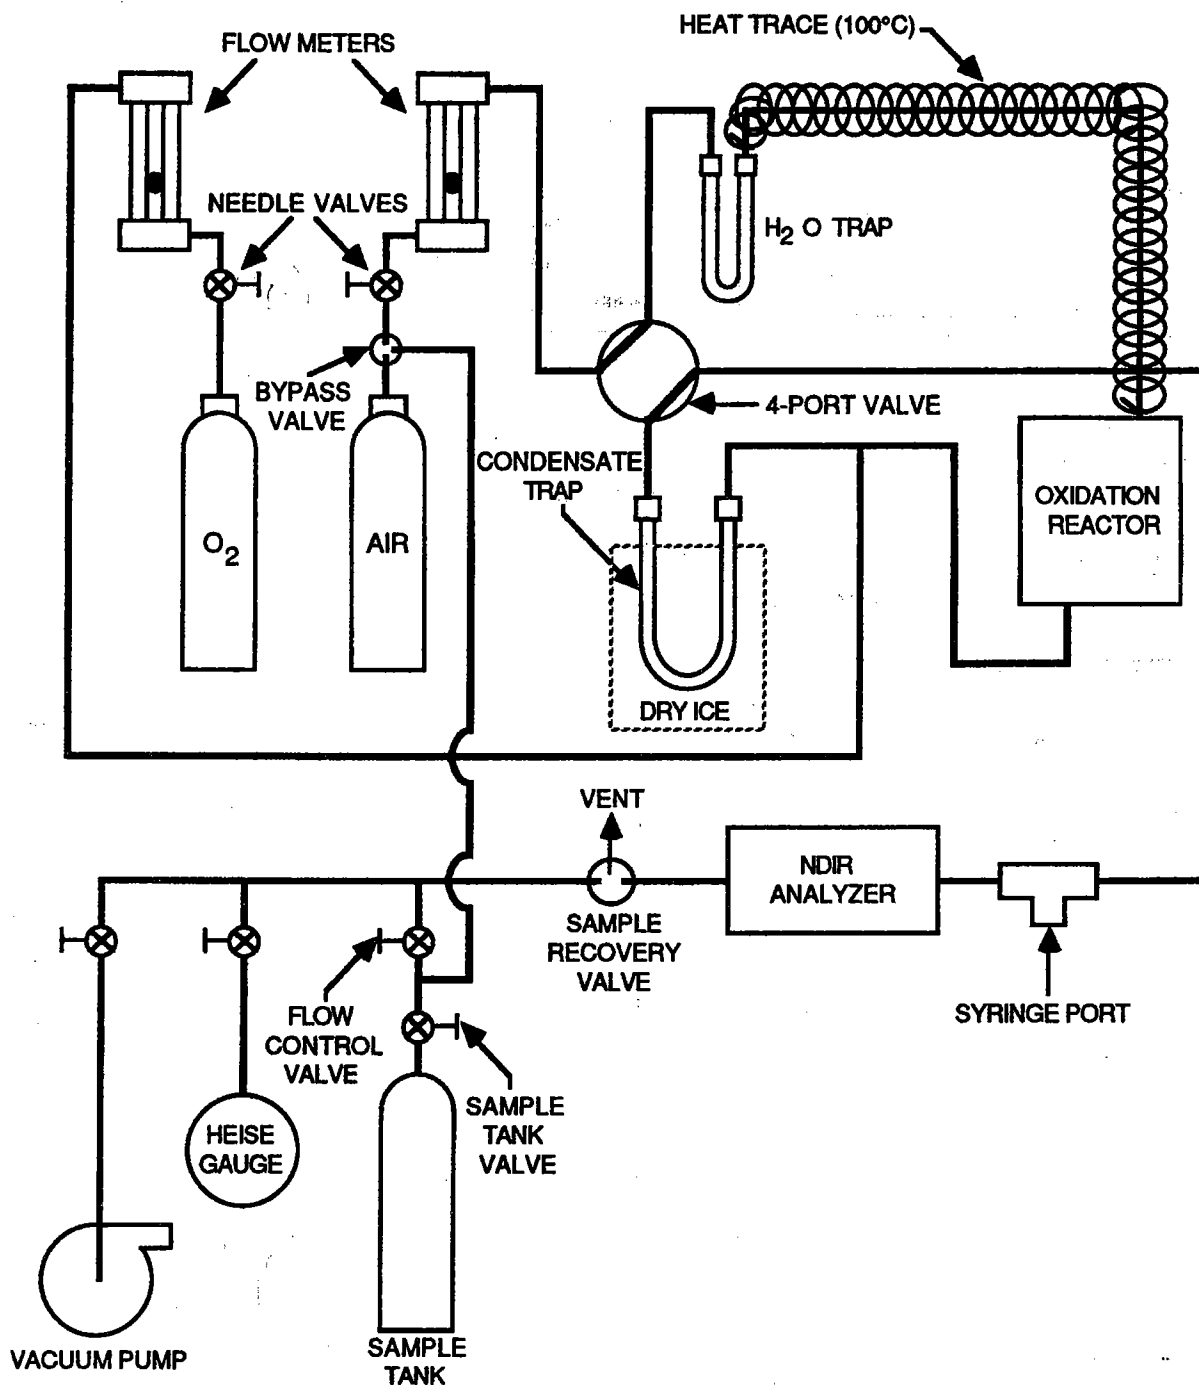 HEAT TRACE (100°C)
FLOW METERS
NEEDLE VALVES
H2 O TRAP
BYPASS
VALVE
4-PORT VALVE
CONDENSATE
TRAP
OXIDATION
REACTOR
O2
AIR
DRY ICE
VENT
NDIR
ANALYZER
SAMPLE
RECOVERY
VALVE
SYRINGE PORT
FLOW
CONTROL
VALVE
SAMPLE
TANK
VALVE
HEISE
GAUGE
VACUUM PUMP
SAMPLE
TANK